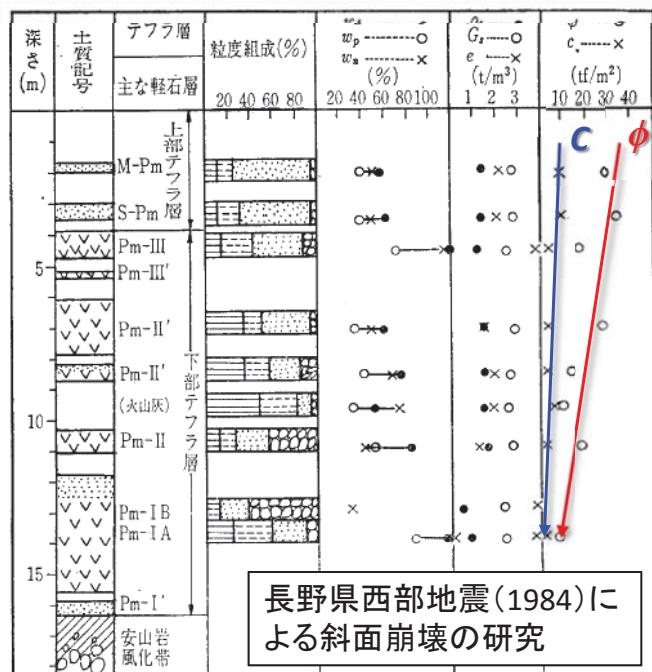 深さ(m)
土質記号
テフラ層
主な軽石層
粒度組成(%)
20 40 60 80
w_p ---------- ○
w_n ---------- ×
(%)
20 40 60 80 100
G_s ------ ○
e ------ ×
(t/m³)
1 2 3
c ------ ×
(tf/m²)
10 20 30 40
C
ϕ
上部テフラ層
M-Pm
S-Pm
Pm-III
5
Pm-III'
下部テフラ層
Pm-II'
Pm-II'
(火山灰)
10
Pm-II
Pm-I B
Pm-I A
15
Pm-I'
安山岩
風化帯
長野県西部地震(1984)に
よる斜面崩壊の研究